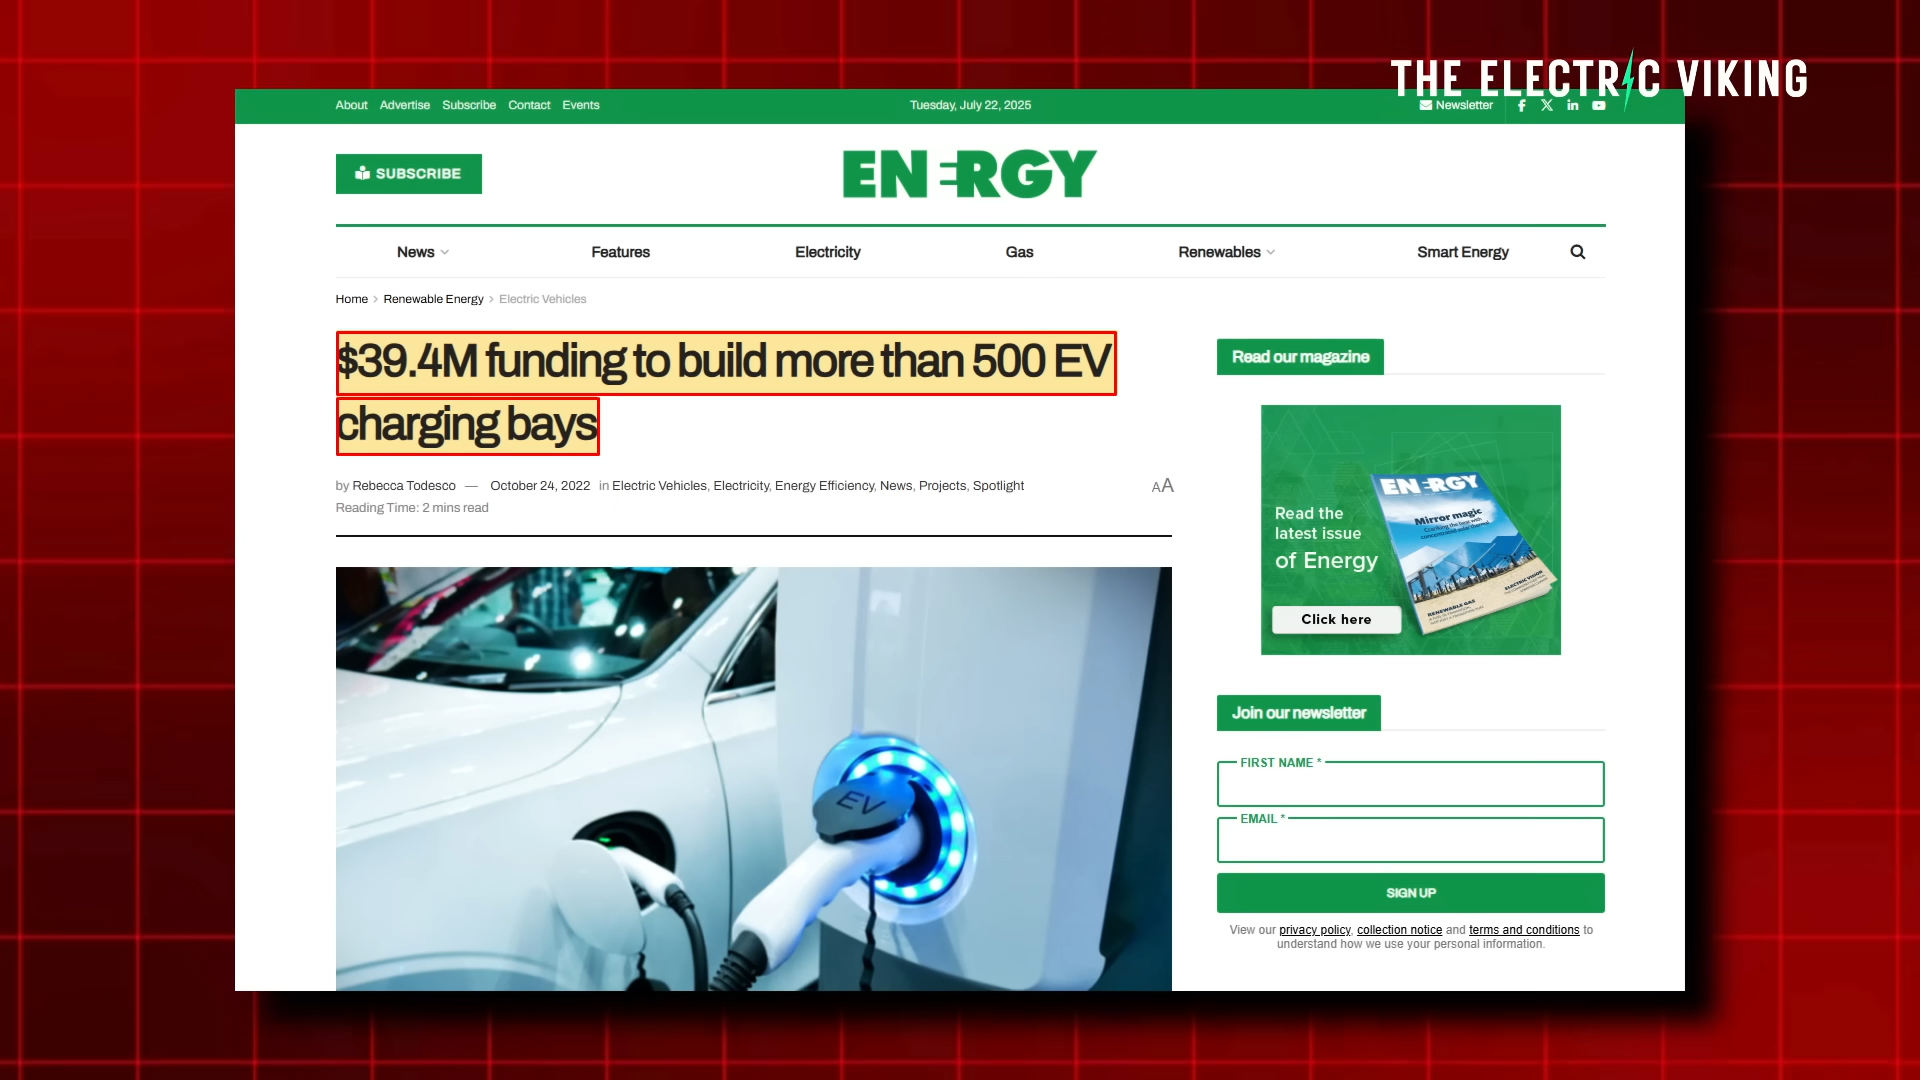 THE ELECTRIC VIKING
About Advertise Subscribe Contact Events
Tuesday, July 22, 2025
Newsletter
SUBSCRIBE
ENERGY
News Features Electricity Gas Renewables Smart Energy
Home > Renewable Energy > Electric Vehicles
$39.4M funding to build more than 500 EV
charging bays
by Rebecca Todesco — October 24, 2022 in Electric Vehicles, Electricity, Energy Efficiency, News, Projects, Spotlight
AA
Reading Time: 2 mins read
EV
Read our magazine
ENERGY
Mirror magic
Read the
latest issue
of Energy
Click here
Join our newsletter
FIRST NAME *
EMAIL *
SIGN UP
View our privacy policy, collection notice and terms and conditions to
understand how we use your personal information.